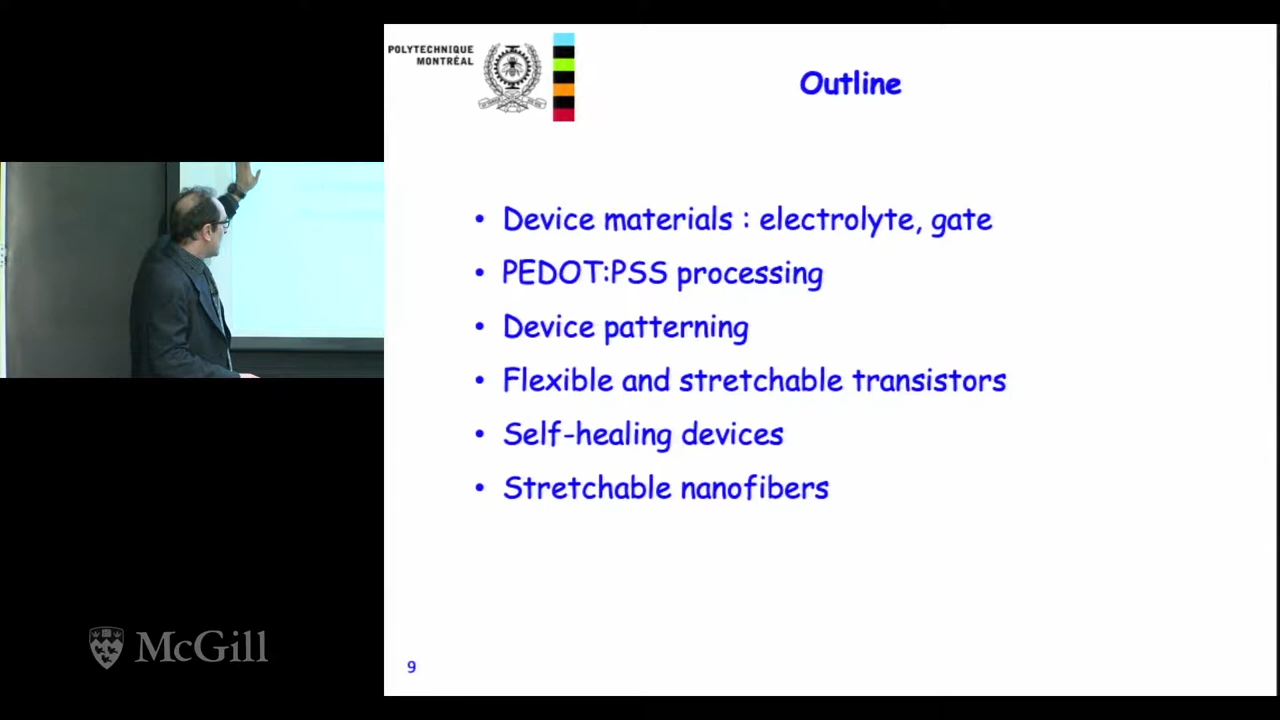 POLYTECHNIQUE
MONTRÉAL
Outline
• Device materials : electrolyte, gate
• PEDOT:PSS processing
• Device patterning
• Flexible and stretchable transistors
• Self-healing devices
• Stretchable nanofibers
McGill
9